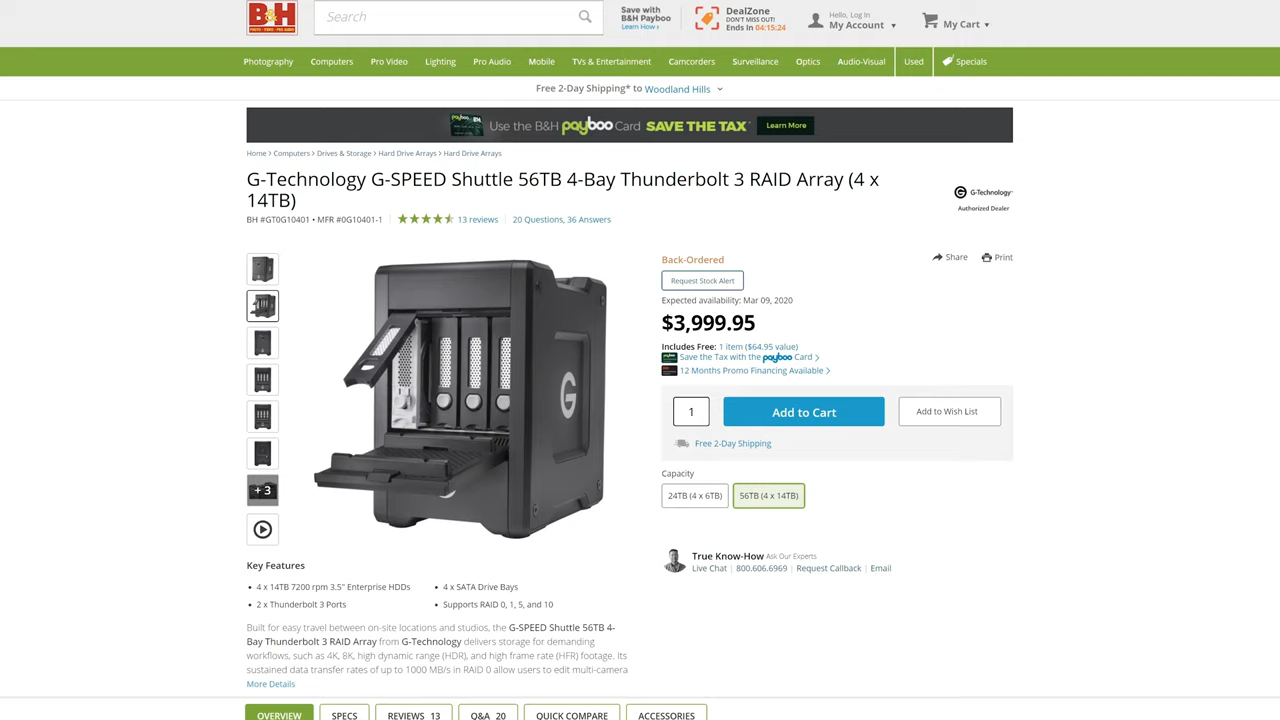 B&H
PHOTO · VIDEO · PRO AUDIO
Search
Save with
B&H Payboo
Learn How ›
DealZone
DON'T MISS OUT!
Ends In 04:15:24
Hello, Log In
My Account ▼
My Cart ▼
Photography Computers Pro Video Lighting Pro Audio Mobile TVs & Entertainment Camcorders Surveillance Optics Audio-Visual Used Specials
Free 2-Day Shipping* to Woodland Hills
Use the B&H payboo Card SAVE THE TAX* Learn More
Home > Computers > Drives & Storage > Hard Drive Arrays > Hard Drive Arrays
G-Technology G-SPEED Shuttle 56TB 4-Bay Thunderbolt 3 RAID Array (4 x
14TB)
G-Technology
Authorized Dealer
BH #GT0G10401 • MFR #0G10401-1 13 reviews 20 Questions, 36 Answers
+ 3
G
Back-Ordered
Share Print
Request Stock Alert
Expected availability: Mar 09, 2020
$3,999.95
Includes Free: 1 item ($64.95 value)
Save the Tax with the payboo Card >
12 Months Promo Financing Available >
1 Add to Cart Add to Wish List
Free 2-Day Shipping
Capacity
24TB (4 x 6TB) 56TB (4 x 14TB)
True Know-How Ask Our Experts
Live Chat | 800.606.6969 | Request Callback | Email
Key Features
• 4 x 14TB 7200 rpm 3.5" Enterprise HDDs • 4 x SATA Drive Bays
• 2 x Thunderbolt 3 Ports • Supports RAID 0, 1, 5, and 10
Built for easy travel between on-site locations and studios, the G-SPEED Shuttle 56TB 4-
Bay Thunderbolt 3 RAID Array from G-Technology delivers storage for demanding
workflows, such as 4K, 8K, high dynamic range (HDR), and high frame rate (HFR) footage. Its
sustained data transfer rates of up to 1000 MB/s in RAID 0 allow users to edit multi-camera
More Details
OVERVIEW SPECS REVIEWS 13 Q&A 20 QUICK COMPARE ACCESSORIES